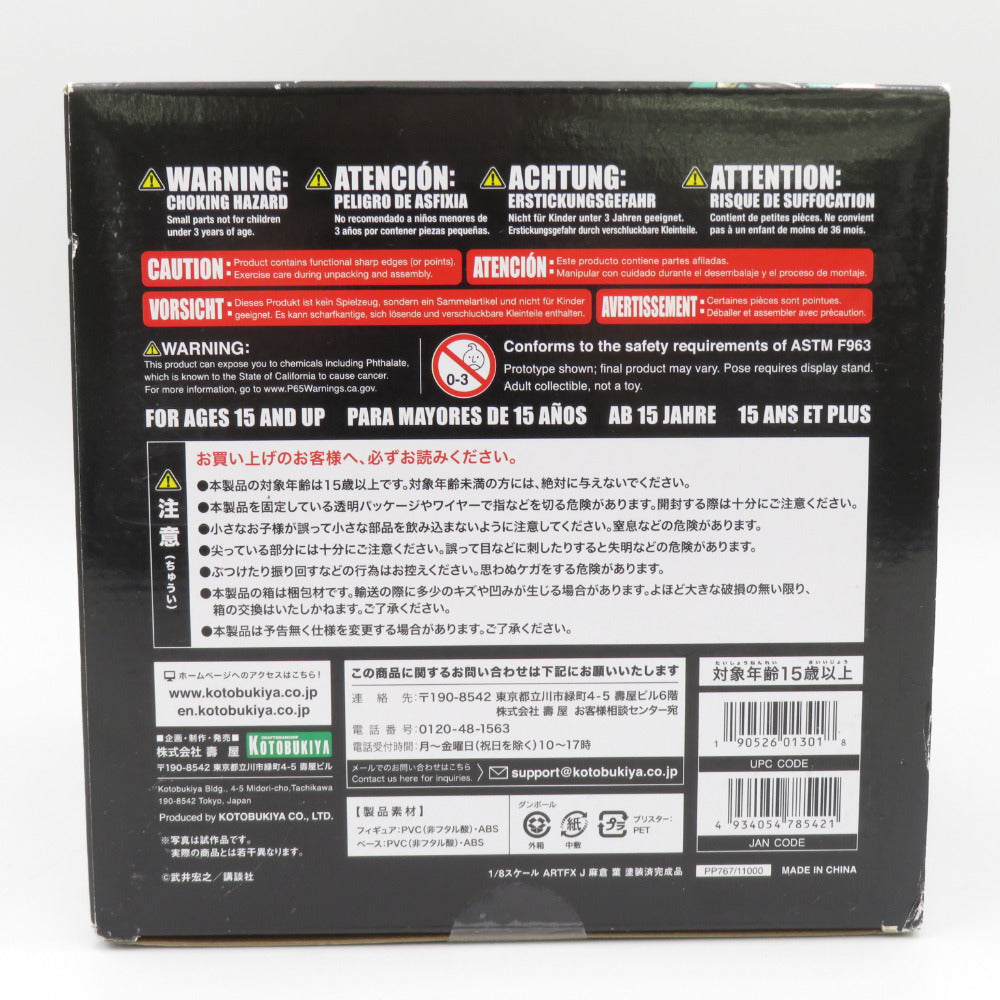 WARNING:
CHOKING HAZARD
Small parts not for children
under 3 years of age.
ATENCIÓN:
PELIGRO DE ASFIXIA
No recomendado a niños menores de
3 años por contener piezas pequeñas.
ACHTUNG:
ERSTICKUNGSGEFAHR
Nicht für Kinder unter 3 Jahren geeignet.
Erstickungsgefahr durch verschluckbare Kleinteile.
ATTENTION:
RISQUE DE SUFFOCATION
Contient de petites pièces. Ne convient
pas à un enfant de moins de 36 mois.
CAUTION: Product contains functional sharp edges (or points).
Exercise care during unpacking and assembly.
ATENCIÓN: Este producto contiene partes afiladas.
Manipular con cuidado durante el desembalaje y el proceso de montaje.
VORSICHT: Dieses Produkt ist kein Spielzeug, sondern ein Sammelartikel und nicht für Kinder
geeignet. Es kann scharfkantige, sich lösende und verschluckbare Kleinteile enthalten.
AVERTISSEMENT: Certaines pièces sont pointues.
Déballer et assembler avec précaution.
WARNING:
This product can expose you to chemicals including Phthalate,
which is known to the State of California to cause cancer.
For more information, go to www.P65Warnings.ca.gov.
0-3
Conforms to the safety requirements of ASTM F963
Prototype shown; final product may vary. Pose requires display stand.
Adult collectible, not a toy.
FOR AGES 15 AND UP PARA MAYORES DE 15 AÑOS AB 15 JAHRE 15 ANS ET PLUS
注意(ちゅうい)
お買い上げのお客様へ、必ずお読みください。
●本製品の対象年齢は15歳以上です。対象年齢未満の方には、絶対に与えないでください。
●本製品を固定している透明パッケージやワイヤーで指などを切る危険があります。開封する際は十分にご注意ください。
●小さなお子様が誤って小さな部品を飲み込まないように注意してください。窒息などの危険があります。
●尖っている部分には十分にご注意ください。誤って目などに刺したりすると失明などの危険があります。
●ぶつけたり振り回すなどの行為はお控えください。思わぬケガをする危険があります。
●本製品の箱は梱包材です。輸送の際に多少のキズや凹みが生じる場合があります。よほど大きな破損の無い限り、
箱の交換はいたしかねます。ご了承ください。
●本製品は予告無く仕様を変更する場合があります。ご了承ください。
ホームページへのアクセスはこちら!
www.kotobukiya.co.jp
en.kotobukiya.co.jp
■企画・制作・発売■
株式会社 壽屋
CRAFTSMANSHIP
KOTOBUKIYA
〒190-8542 東京都立川市緑町4-5 壽屋ビル
Kotobukiya Bldg., 4-5 Midori-cho,Tachikawa
190-8542 Tokyo, Japan
Produced by KOTOBUKIYA CO., LTD.
※写真は試作品です。
実際の商品とは若干異なります。
©武井宏之/講談社
この商品に関するお問い合わせは下記にお願いいたします
連絡先:〒190-8542 東京都立川市緑町4-5 壽屋ビル6階
株式会社 壽屋 お客様相談センター宛
電話番号:0120-48-1563
電話受付時間:月〜金曜日(祝日を除く)10〜17時
メールでのお問い合わせはこちら
Contact us here for inquiries.
support@kotobukiya.co.jp
【製品素材】
フィギュア:PVC(非フタル酸)・ABS
ベース:PVC(非フタル酸)・ABS
ダンボール
外箱
紙
中敷
プラ
ブリスター:
PET
1/8スケール ARTFX J 麻倉 葉 塗装済完成品
たいしょうねんれい さいいじょう
対象年齢15歳以上
1 90526 01301 8
UPC CODE
4 934054 785421
JAN CODE
PP767/11000
MADE IN CHINA